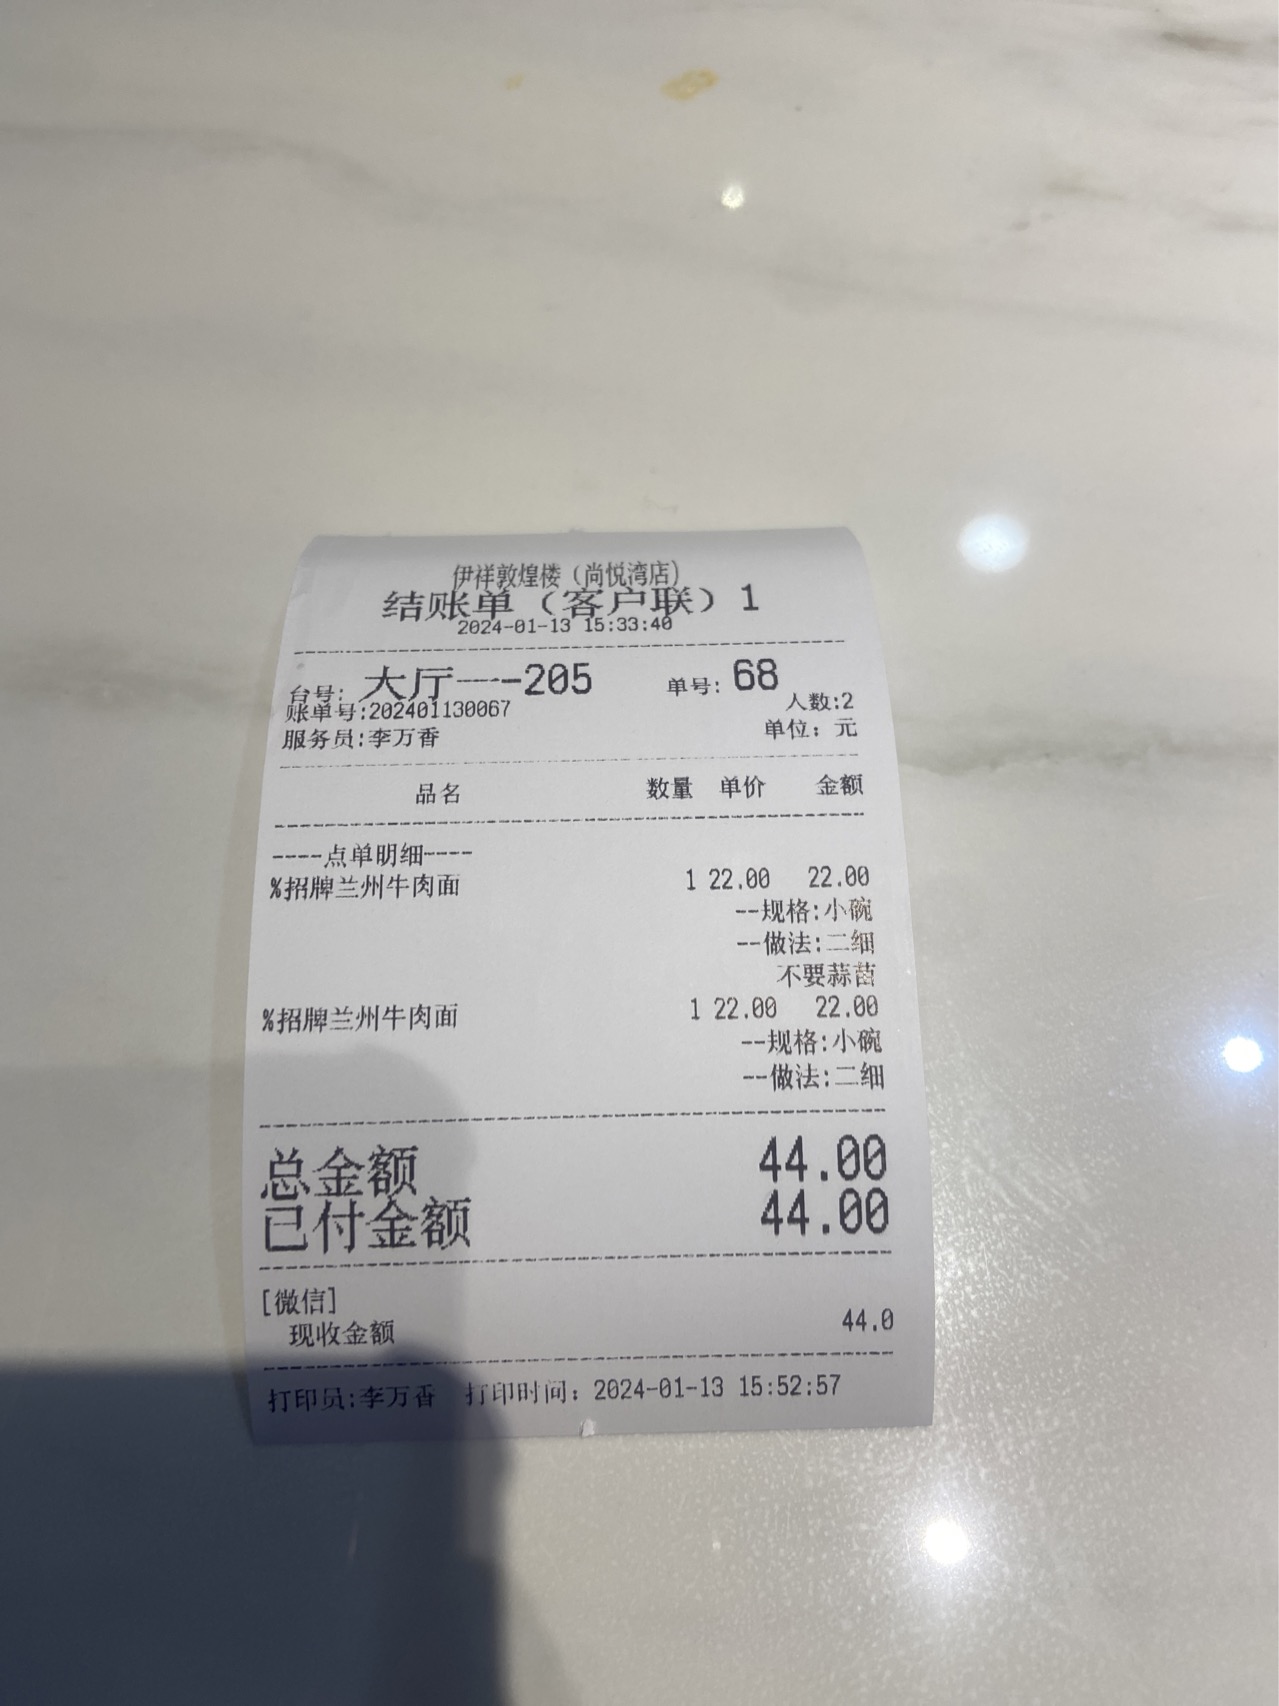 伊祥敦煌楼（尚悦湾店）
结账单（客户联）1
2024-01-13 15:33:40
台号: 大厅——-205 单号: 68
账单号:202401130067 人数:2
服务员:李万香 单位：元
品名 数量 单价 金额
----点单明细----
%招牌兰州牛肉面 1 22.00 22.00
--规格:小碗
--做法:二细
不要蒜苗
%招牌兰州牛肉面 1 22.00 22.00
--规格:小碗
--做法:二细
总金额 44.00
已付金额 44.00
[微信]
现收金额 44.0
打印员:李万香 打印时间：2024-01-13 15:52:57